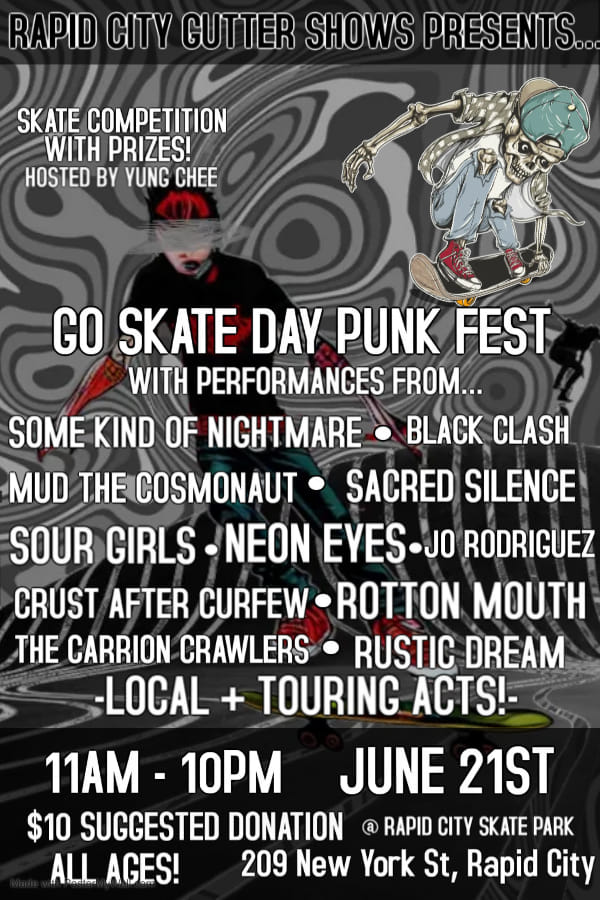 RAPID CITY GUTTER SHOWS PRESENTS...
SKATE COMPETITION
WITH PRIZES!
HOSTED BY YUNG CHEE
GO SKATE DAY PUNK FEST
WITH PERFORMANCES FROM...
SOME KIND OF NIGHTMARE • BLACK CLASH
MUD THE COSMONAUT • SACRED SILENCE
SOUR GIRLS • NEON EYES • JO RODRIGUEZ
CRUST AFTER CURFEW • ROTTON MOUTH
THE CARRION CRAWLERS • RUSTIC DREAM
-LOCAL + TOURING ACTS!-
11AM - 10PM JUNE 21ST
$10 SUGGESTED DONATION @ RAPID CITY SKATE PARK
ALL AGES! 209 New York St, Rapid City
Made with